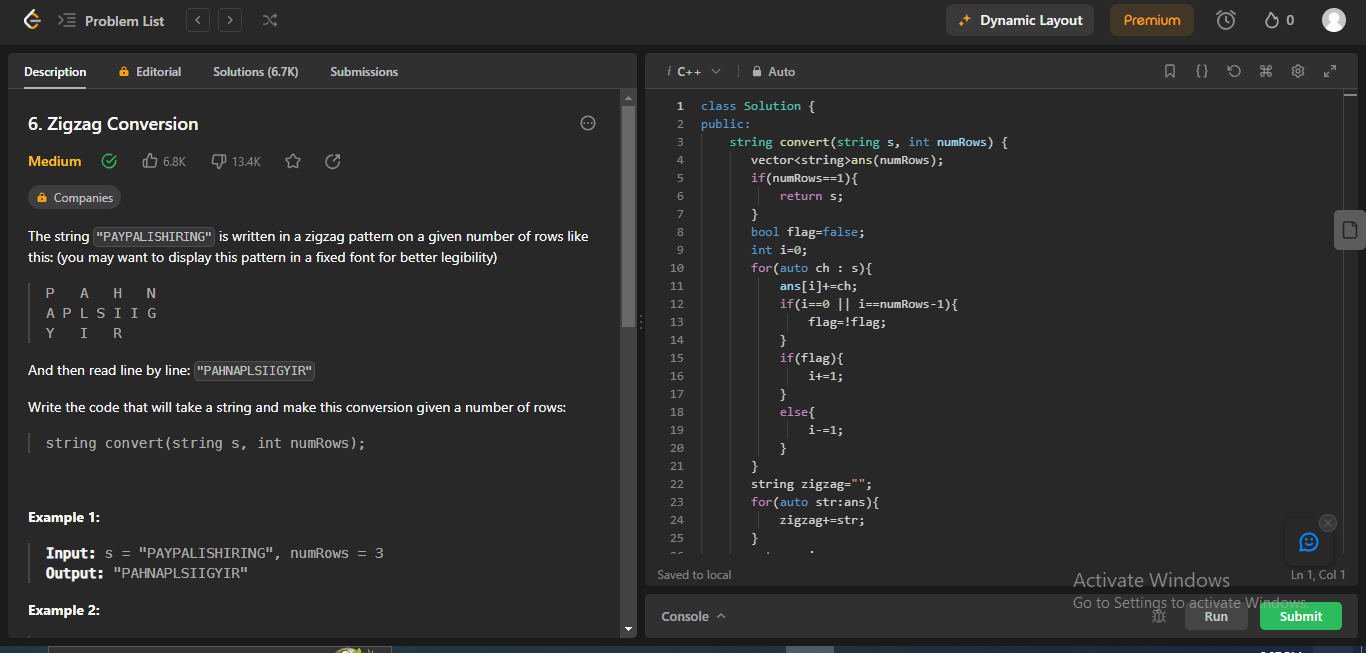 Problem List
Dynamic Layout
Premium
0
Description
Editorial
Solutions (6.7K)
Submissions
6. Zigzag Conversion
Medium
6.8K
13.4K
Companies
The string "PAYPALISHIRING" is written in a zigzag pattern on a given number of rows like
this: (you may want to display this pattern in a fixed font for better legibility)
P   A   H   N
A P L S I I G
Y   I   R
And then read line by line: "PAHNAPLSIIGYIR"
Write the code that will take a string and make this conversion given a number of rows:
string convert(string s, int numRows);
Example 1:
Input: s = "PAYPALISHIRING", numRows = 3
Output: "PAHNAPLSIIGYIR"
Example 2:
i C++
Auto
1 class Solution {
2 public:
3     string convert(string s, int numRows) {
4        vector<string>ans(numRows);
5        if(numRows==1){
6            return s;
7        }
8        bool flag=false;
9        int i=0;
10        for(auto ch : s){
11            ans[i]+=ch;
12            if(i==0 || i==numRows-1){
13                flag=!flag;
14            }
15            if(flag){
16                i+=1;
17            }
18            else{
19                i-=1;
20            }
21        }
22        string zigzag="";
23        for(auto str:ans){
24            zigzag+=str;
25        }
Saved to local
Ln 1, Col 1
Activate Windows
Go to Settings to activate Windows.
Console
Run
Submit